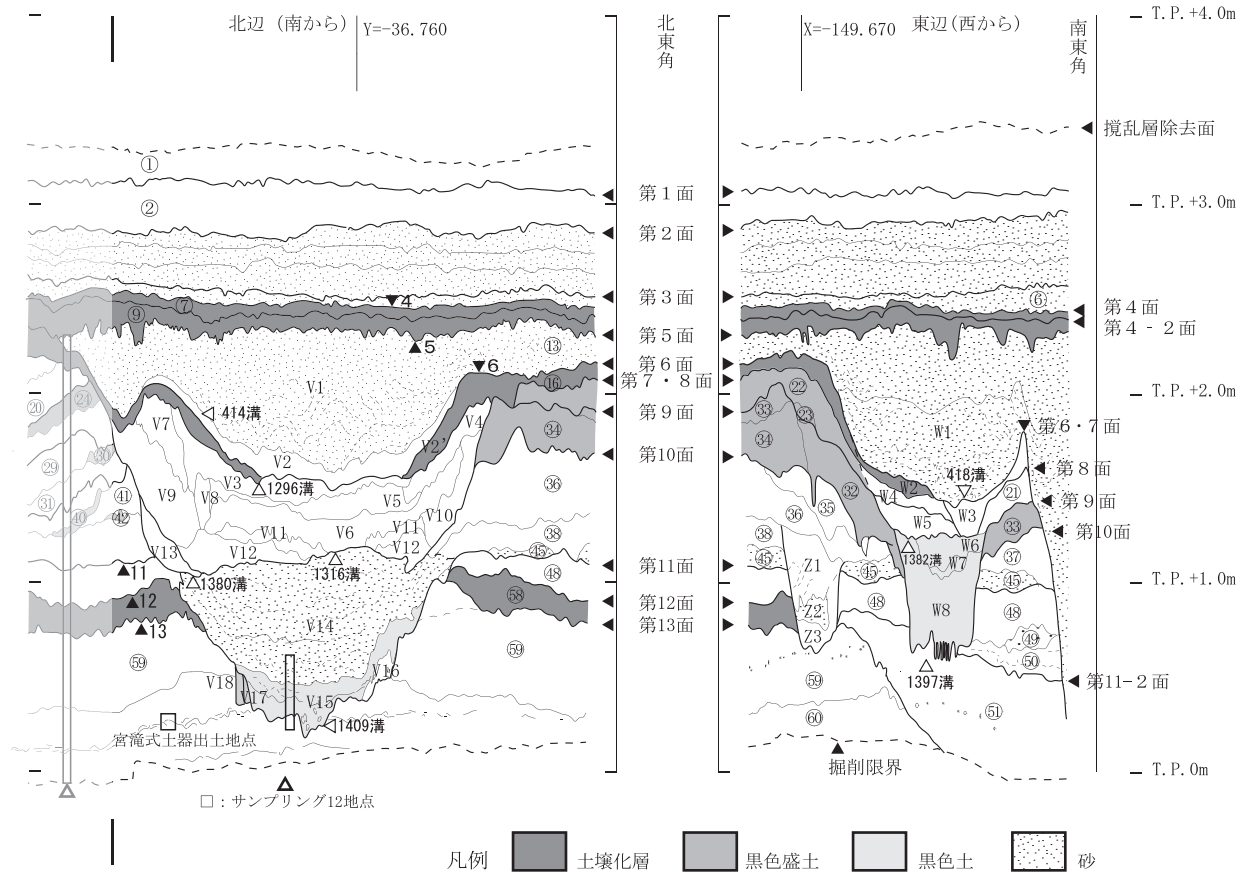 北辺（南から）
Y=-36.760
北東角
X=-149.670
東辺(西から)
南東角
T.P.+4.0m
T.P.+3.0m
T.P.+2.0m
T.P.+1.0m
T.P.0m
攪乱層除去面
第1面
第2面
第3面
第4面
第4-2面
第5面
第6面
第7・8面
第9面
第10面
第11面
第12面
第13面
第6・7面
第8面
第9面
第10面
第11-2面
①
②
⑦
4
⑨
5
⑬
6
⑯
V1
414溝
⑳
㉔
V7
V2
V2'
V4
㉞
1296溝
V3
V5
㉙
㉚
V9
V8
㊱
㉛
㊵
㊶
㊷
V10
V11
V6
V11
㊳
V13
V12
V12
㊺
11
1380溝
1316溝
㊽
12
58
13
V14
59
59
V18
V17
V16
V15
1409溝
宮滝式土器出土地点
□：サンプリング12地点
⑥
㉒
㉝
㉓
㉞
W1
㉜
W2
418溝
W4
㉟
㊱
W3
㉑
W5
㉝
㊳
W6
1382溝
W7
㊲
㊺
Z1
㊺
㊺
㊽
W8
㊽
Z2
Z3
㊾
㊿
1397溝
59
60
51
掘削限界
凡例
土壌化層
黒色盛土
黒色土
砂